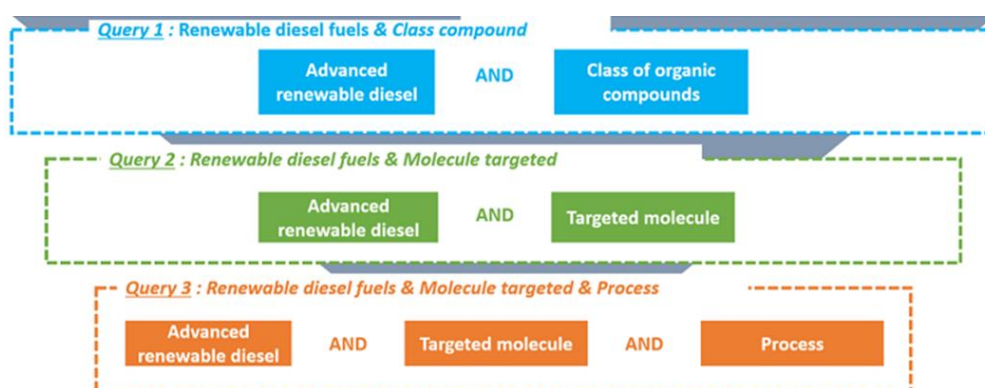 Query 1 : Renewable diesel fuels & Class compound
Advanced
renewable diesel
AND
Class of organic
compounds
Query 2 : Renewable diesel fuels & Molecule targeted
Advanced
renewable diesel
AND
Targeted molecule
Query 3 : Renewable diesel fuels & Molecule targeted & Process
Advanced
renewable diesel
AND
Targeted molecule
AND
Process